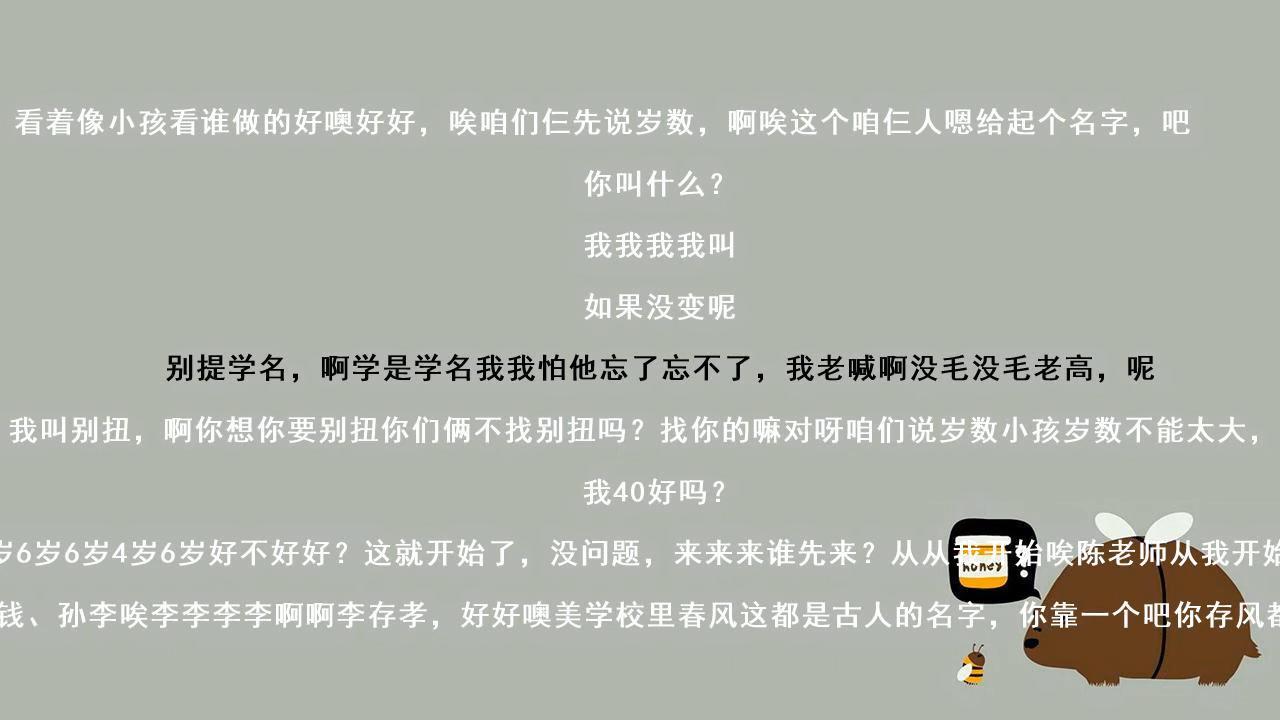 看着像小孩看谁做的好噢好好，唉咱们仨先说岁数，啊唉这个咱仨人嗯给起个名字，吧
你叫什么？
我我我我叫
如果没变呢
别提学名，啊学是学名我我怕他忘了忘不了，我老喊啊没毛没毛老高，呢
我叫别扭，啊你想你要别扭你们俩不找别扭吗？找你的嘛对呀咱们说岁数小孩岁数不能太大，
我40好吗？
岁6岁6岁4岁6岁好不好好？这就开始了，没问题，来来来谁先来？从从我开始唉陈老师从我开始
honey
钱、孙李唉李李李李啊啊李存孝，好好噢美学校里春风这都是古人的名字，你靠一个吧你存风都